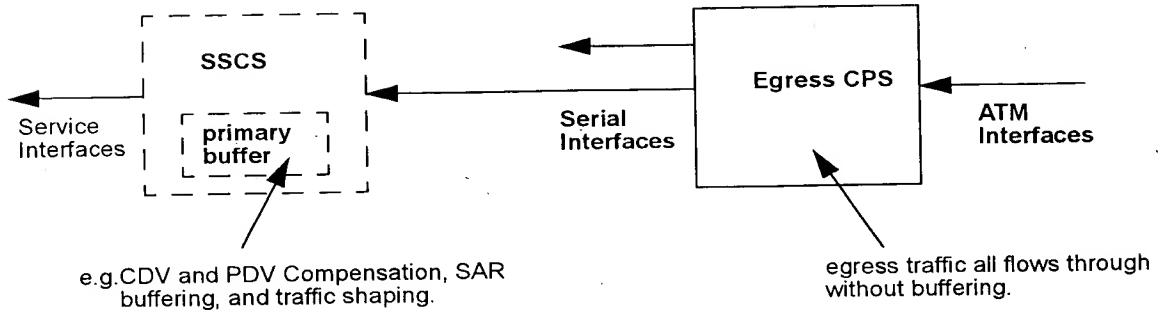 SSCS
Egress CPS
Service
Interfaces
primary
buffer
Serial
Interfaces
ATM
Interfaces
e.g.CDV and PDV Compensation, SAR
buffering, and traffic shaping.
egress traffic all flows through
without buffering.